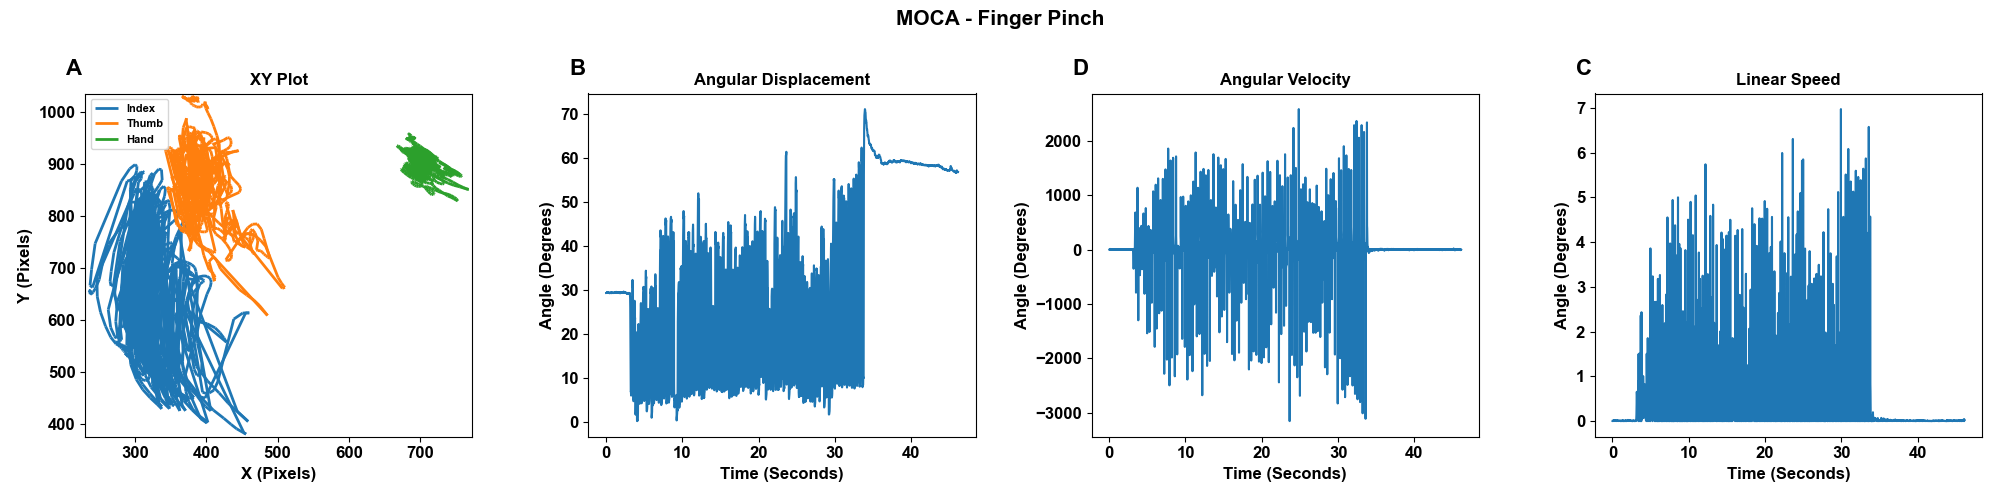 MOCA - Finger Pinch
A
XY Plot
Index
Thumb
Hand
1000
900
800
700
600
500
400
Y (Pixels)
300 400 500 600 700
X (Pixels)
B
Angular Displacement
70
60
50
40
30
20
10
0
Angle (Degrees)
0 10 20 30 40
Time (Seconds)
D
Angular Velocity
2000
1000
0
−1000
−2000
−3000
Angle (Degrees)
0 10 20 30 40
Time (Seconds)
C
Linear Speed
7
6
5
4
3
2
1
0
Angle (Degrees)
0 10 20 30 40
Time (Seconds)